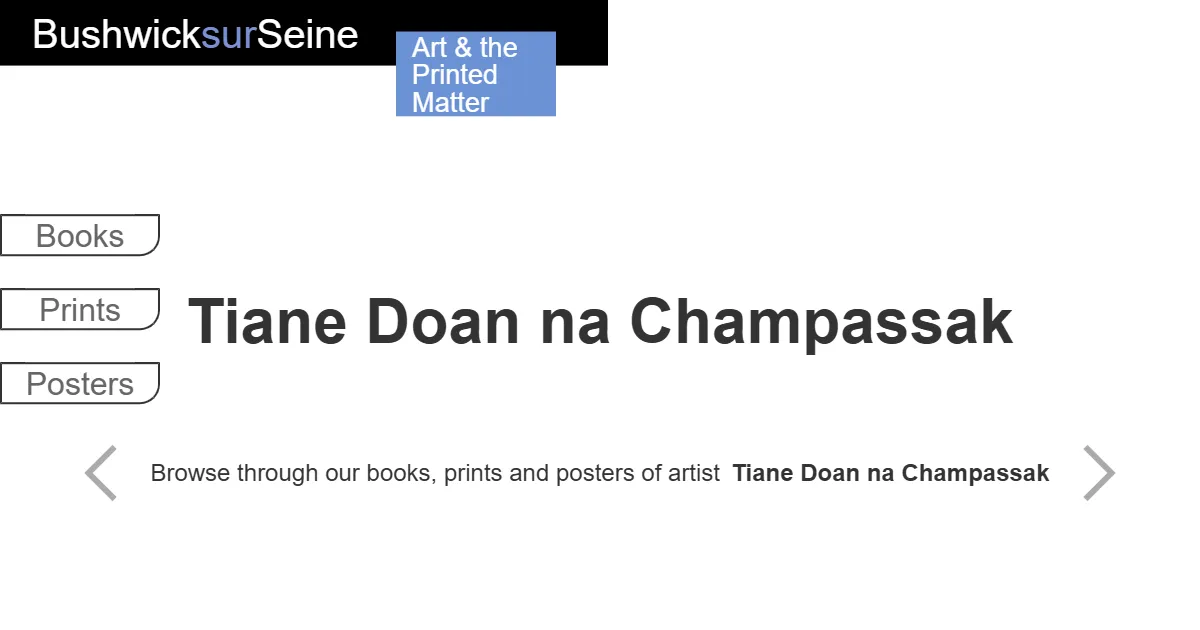 BushwicksurSeine
Art & the
Printed
Matter
Books
Prints
Tiane Doan na Champassak
Posters
Browse through our books, prints and posters of artist Tiane Doan na Champassak